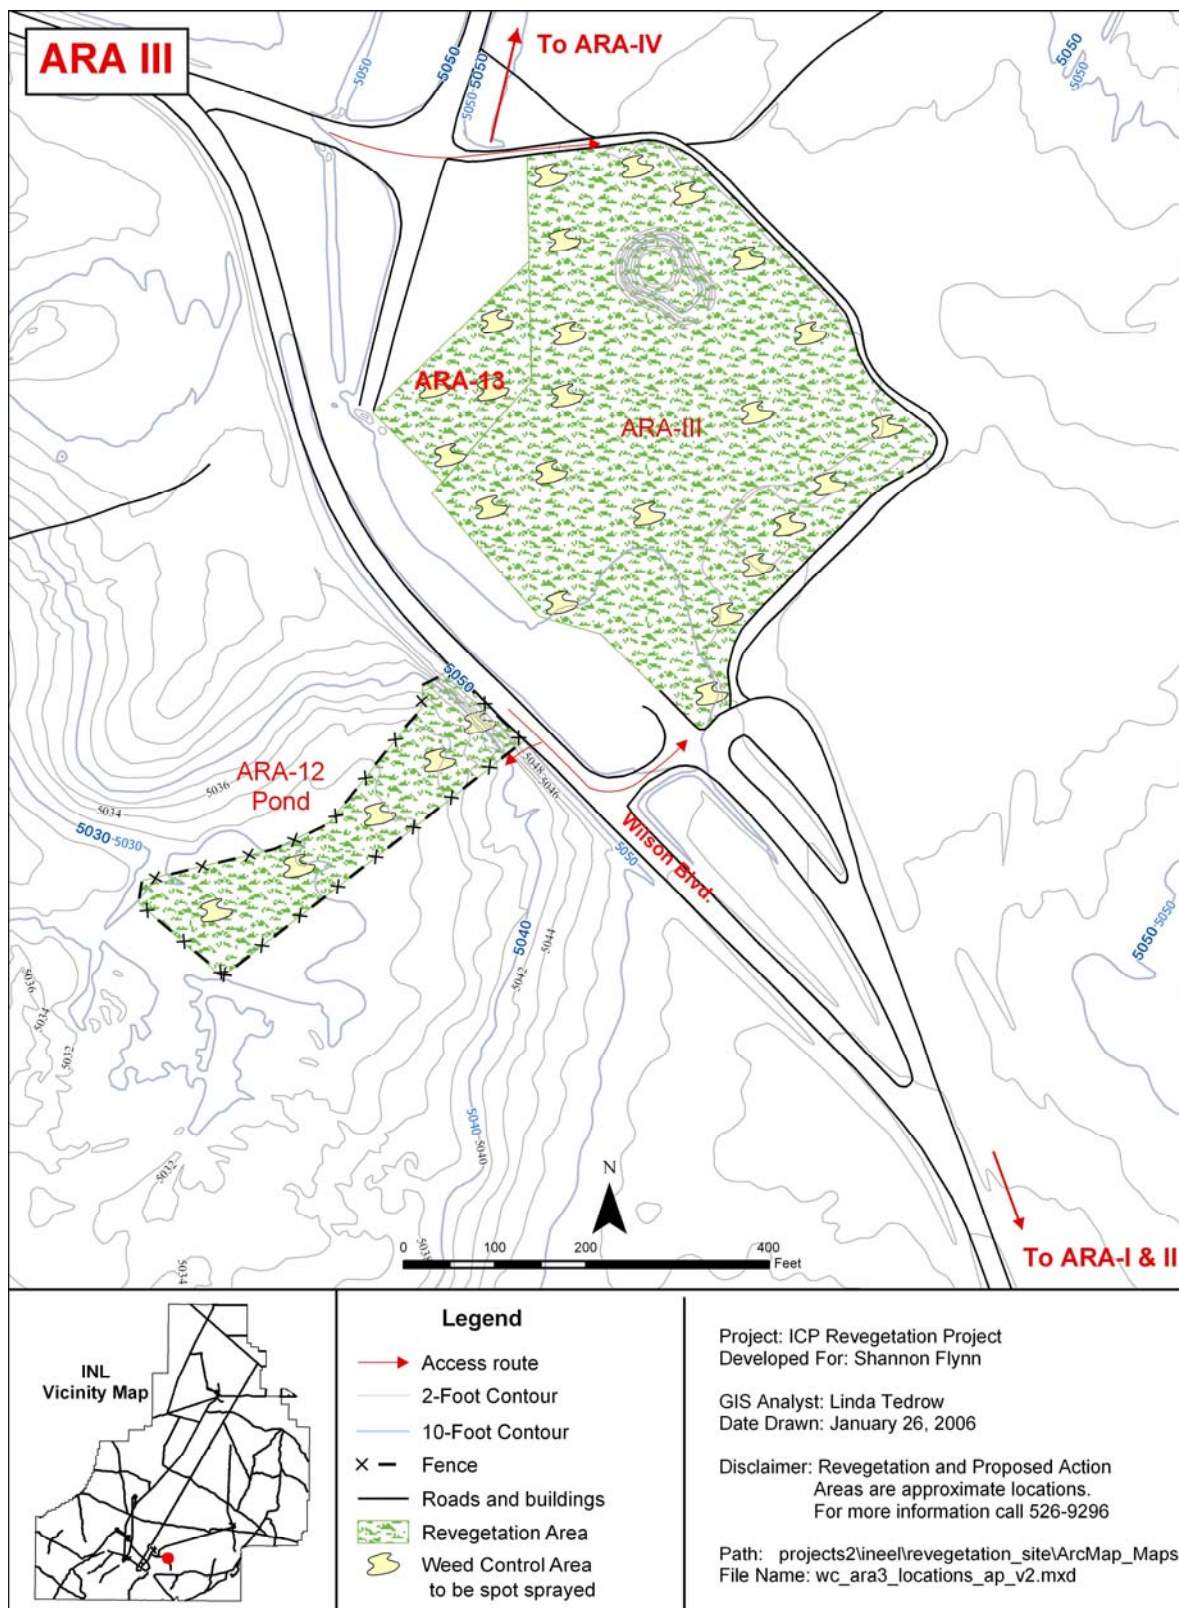 ARA III
To ARA-IV
5050
5050
5050
5050
5050
5050
5050
ARA-13
ARA-III
5050
ARA-12
Pond
5036
5034
5030
5030
5048
5046
5050
Wilson Blvd.
5040
5044
5042
5036
5034
5032
5050
5050
5040
5040
5032
5034
5038
N
0
100
200
400
Feet
To ARA-I & II
INL
Vicinity Map
Legend
Access route
2-Foot Contour
10-Foot Contour
Fence
Roads and buildings
Revegetation Area
Weed Control Area
to be spot sprayed
Project: ICP Revegetation Project
Developed For: Shannon Flynn
GIS Analyst: Linda Tedrow
Date Drawn: January 26, 2006
Disclaimer: Revegetation and Proposed Action
Areas are approximate locations.
For more information call 526-9296
Path: projects2\ineel\revegetation_site\ArcMap_Maps
File Name: wc_ara3_locations_ap_v2.mxd